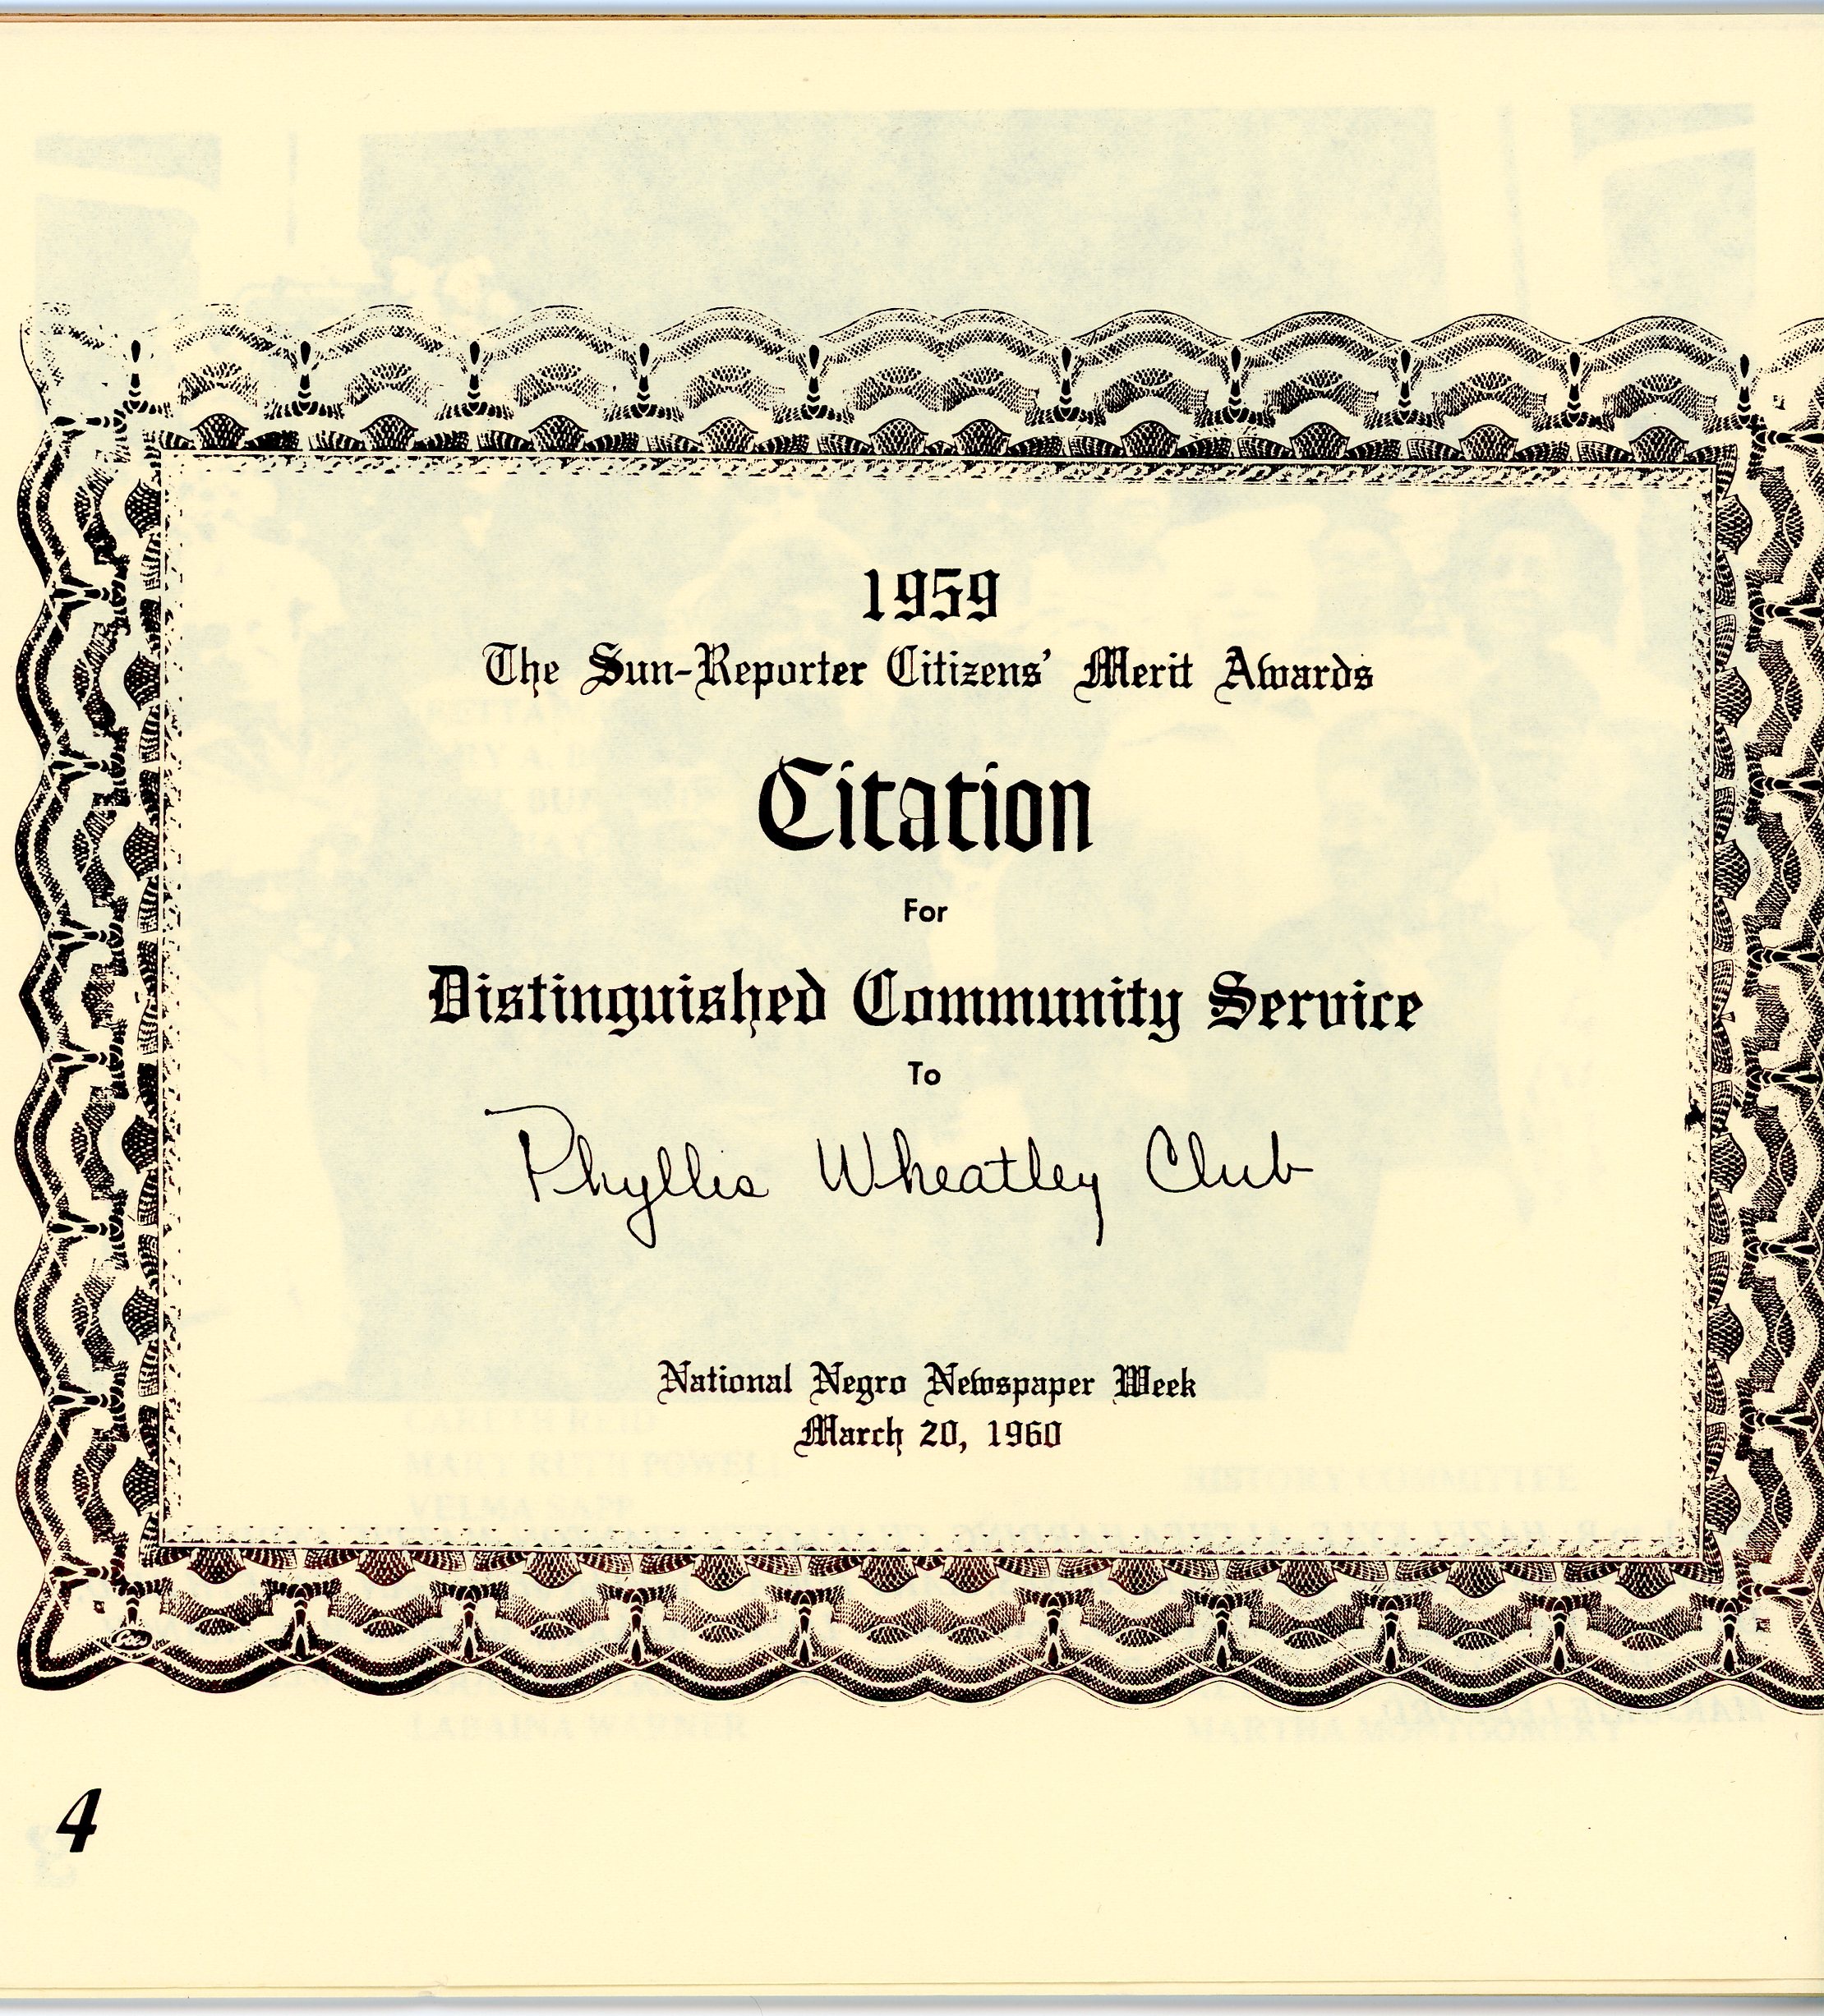 1959
The Sun-Reporter Citizens' Merit Awards
Citation
For
Distinguished Community Service
To
Phyllis Wheatley Club
National Negro Newspaper Week
March 20, 1960
Goes
4